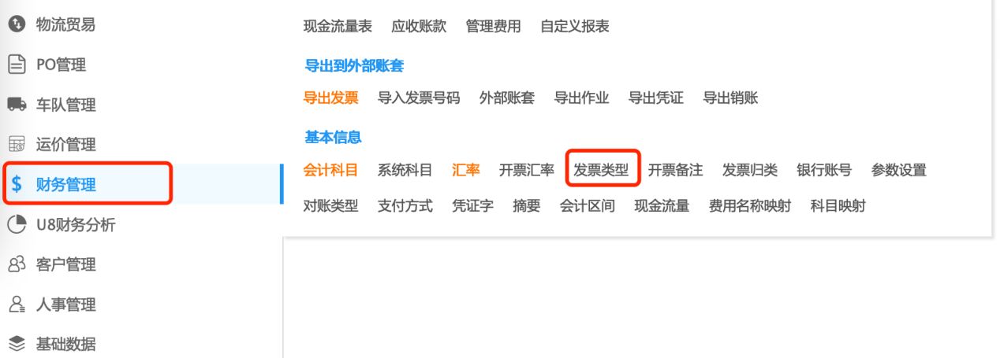 物流贸易
PO管理
车队管理
运价管理
$ 财务管理
U8财务分析
客户管理
人事管理
基础数据
现金流量表 应收账款 管理费用 自定义报表
导出到外部账套
导出发票 导入发票号码 外部账套 导出作业 导出凭证 导出销账
基本信息
会计科目 系统科目 汇率 开票汇率 发票类型 开票备注 发票归类 银行账号 参数设置
对账类型 支付方式 凭证字 摘要 会计区间 现金流量 费用名称映射 科目映射